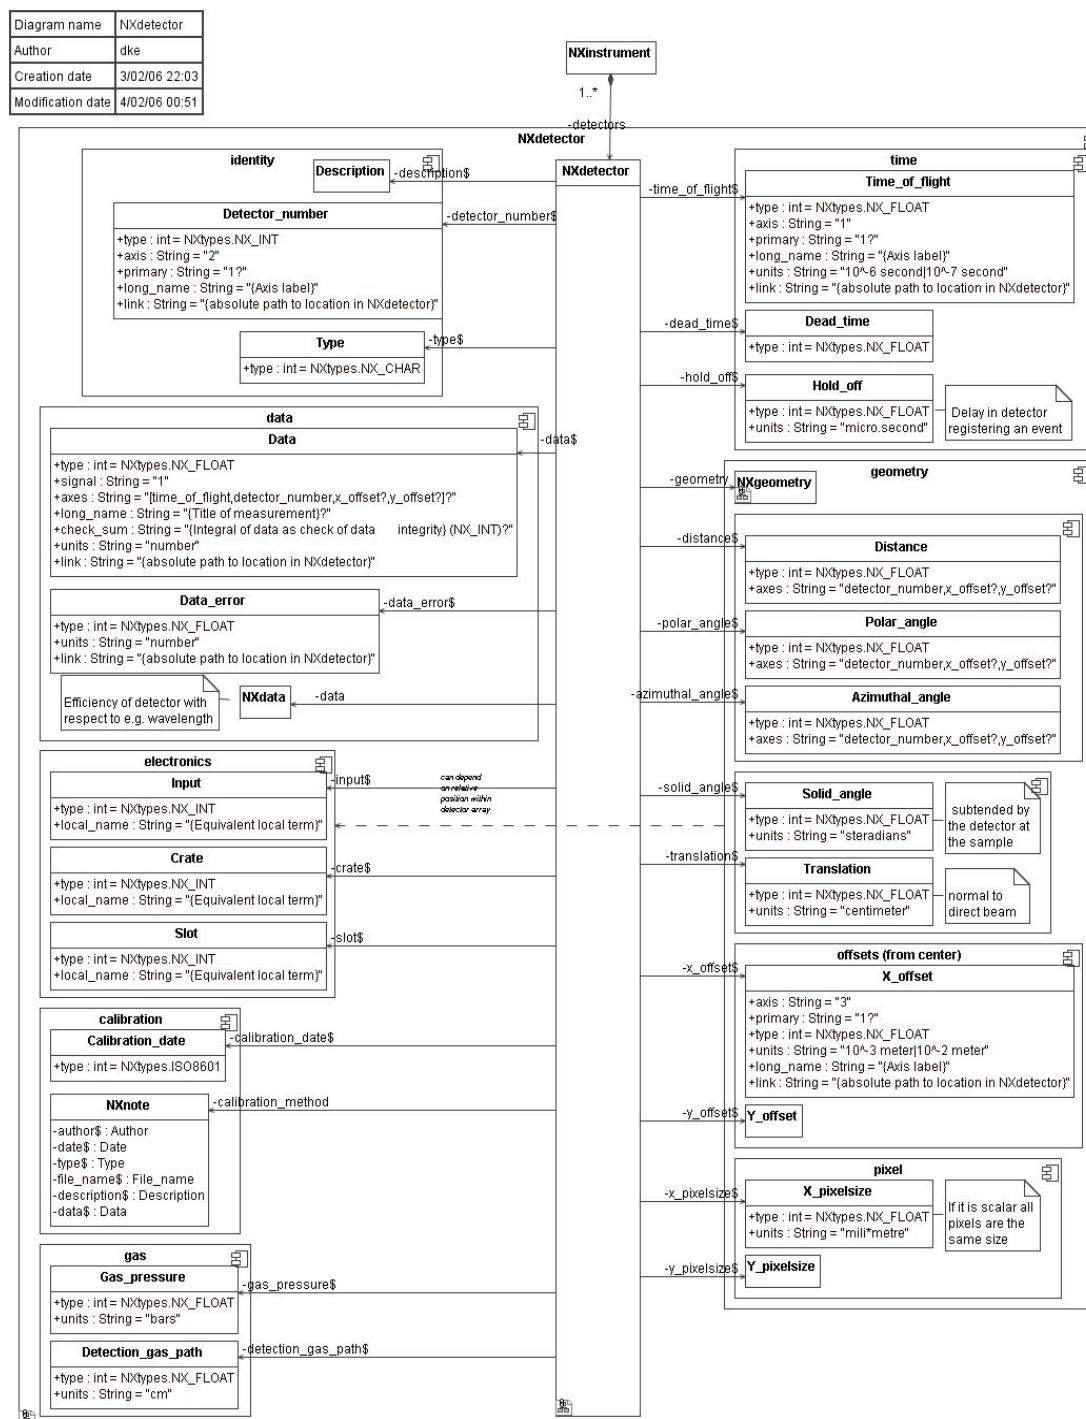 Diagram name NXdetector
Author dke
Creation date 3/02/06 22:03
Modification date 4/02/06 00:51
NXinstrument
1..*
-detectors
NXdetector
NXdetector
identity
Description
-description$
Detector_number
-detector_number$
+type : int = NXtypes.NX_INT
+axis : String = "2"
+primary : String = "1?"
+long_name : String = "{Axis label}"
+link : String = "{absolute path to location in NXdetector}"
Type
-type$
+type : int = NXtypes.NX_CHAR
data
Data
-data$
+type : int = NXtypes.NX_FLOAT
+signal : String = "1"
+axes : String = "[time_of_flight,detector_number,x_offset?,y_offset?]?"
+long_name : String = "{Title of measurement}?"
+check_sum : String = "{Integral of data as check of data integrity} (NX_INT)?"
+units : String = "number"
+link : String = "{absolute path to location in NXdetector}"
Data_error
-data_error$
+type : int = NXtypes.NX_FLOAT
+units : String = "number"
+link : String = "{absolute path to location in NXdetector}"
Efficiency of detector with
respect to e.g. wavelength
NXdata
-data
electronics
Input
-input$
+type : int = NXtypes.NX_INT
+local_name : String = "{Equivalent local term}"
can depend
on relative
position within
detector array
Crate
-crate$
+type : int = NXtypes.NX_INT
+local_name : String = "{Equivalent local term}"
Slot
-slot$
+type : int = NXtypes.NX_INT
+local_name : String = "{Equivalent local term}"
calibration
Calibration_date
-calibration_date$
+type : int = NXtypes.ISO8601
NXnote
-calibration_method
-author$ : Author
-date$ : Date
-type$ : Type
-file_name$ : File_name
-description$ : Description
-data$ : Data
gas
Gas_pressure
-gas_pressure$
+type : int = NXtypes.NX_FLOAT
+units : String = "bars"
Detection_gas_path
-detection_gas_path$
+type : int = NXtypes.NX_FLOAT
+units : String = "cm"
time
Time_of_flight
-time_of_flight$
+type : int = NXtypes.NX_FLOAT
+axis : String = "1"
+primary : String = "1?"
+long_name : String = "{Axis label}"
+units : String = "10^-6 second|10^-7 second"
+link : String = "{absolute path to location in NXdetector}"
Dead_time
-dead_time$
+type : int = NXtypes.NX_FLOAT
Hold_off
-hold_off$
+type : int = NXtypes.NX_FLOAT
+units : String = "micro.second"
Delay in detector
registering an event
geometry
-geometry
NXgeometry
Distance
-distance$
+type : int = NXtypes.NX_FLOAT
+axes : String = "detector_number,x_offset?,y_offset?"
Polar_angle
-polar_angle$
+type : int = NXtypes.NX_FLOAT
+axes : String = "detector_number,x_offset?,y_offset?"
Azimuthal_angle
-azimuthal_angle$
+type : int = NXtypes.NX_FLOAT
+axes : String = "detector_number,x_offset?,y_offset?"
Solid_angle
-solid_angle$
+type : int = NXtypes.NX_FLOAT
+units : String = "steradians"
subtended by
the detector at
the sample
Translation
-translation$
+type : int = NXtypes.NX_FLOAT
+units : String = "centimeter"
normal to
direct beam
offsets (from center)
X_offset
-x_offset$
+axis : String = "3"
+primary : String = "1?"
+type : int = NXtypes.NX_FLOAT
+units : String = "10^-3 meter|10^-2 meter"
+long_name : String = "{Axis label}"
+link : String = "{absolute path to location in NXdetector}"
-y_offset$
Y_offset
pixel
X_pixelsize
-x_pixelsize$
+type : int = NXtypes.NX_FLOAT
+units : String = "mili*metre"
If it is scalar all
pixels are the
same size
-y_pixelsize$
Y_pixelsize